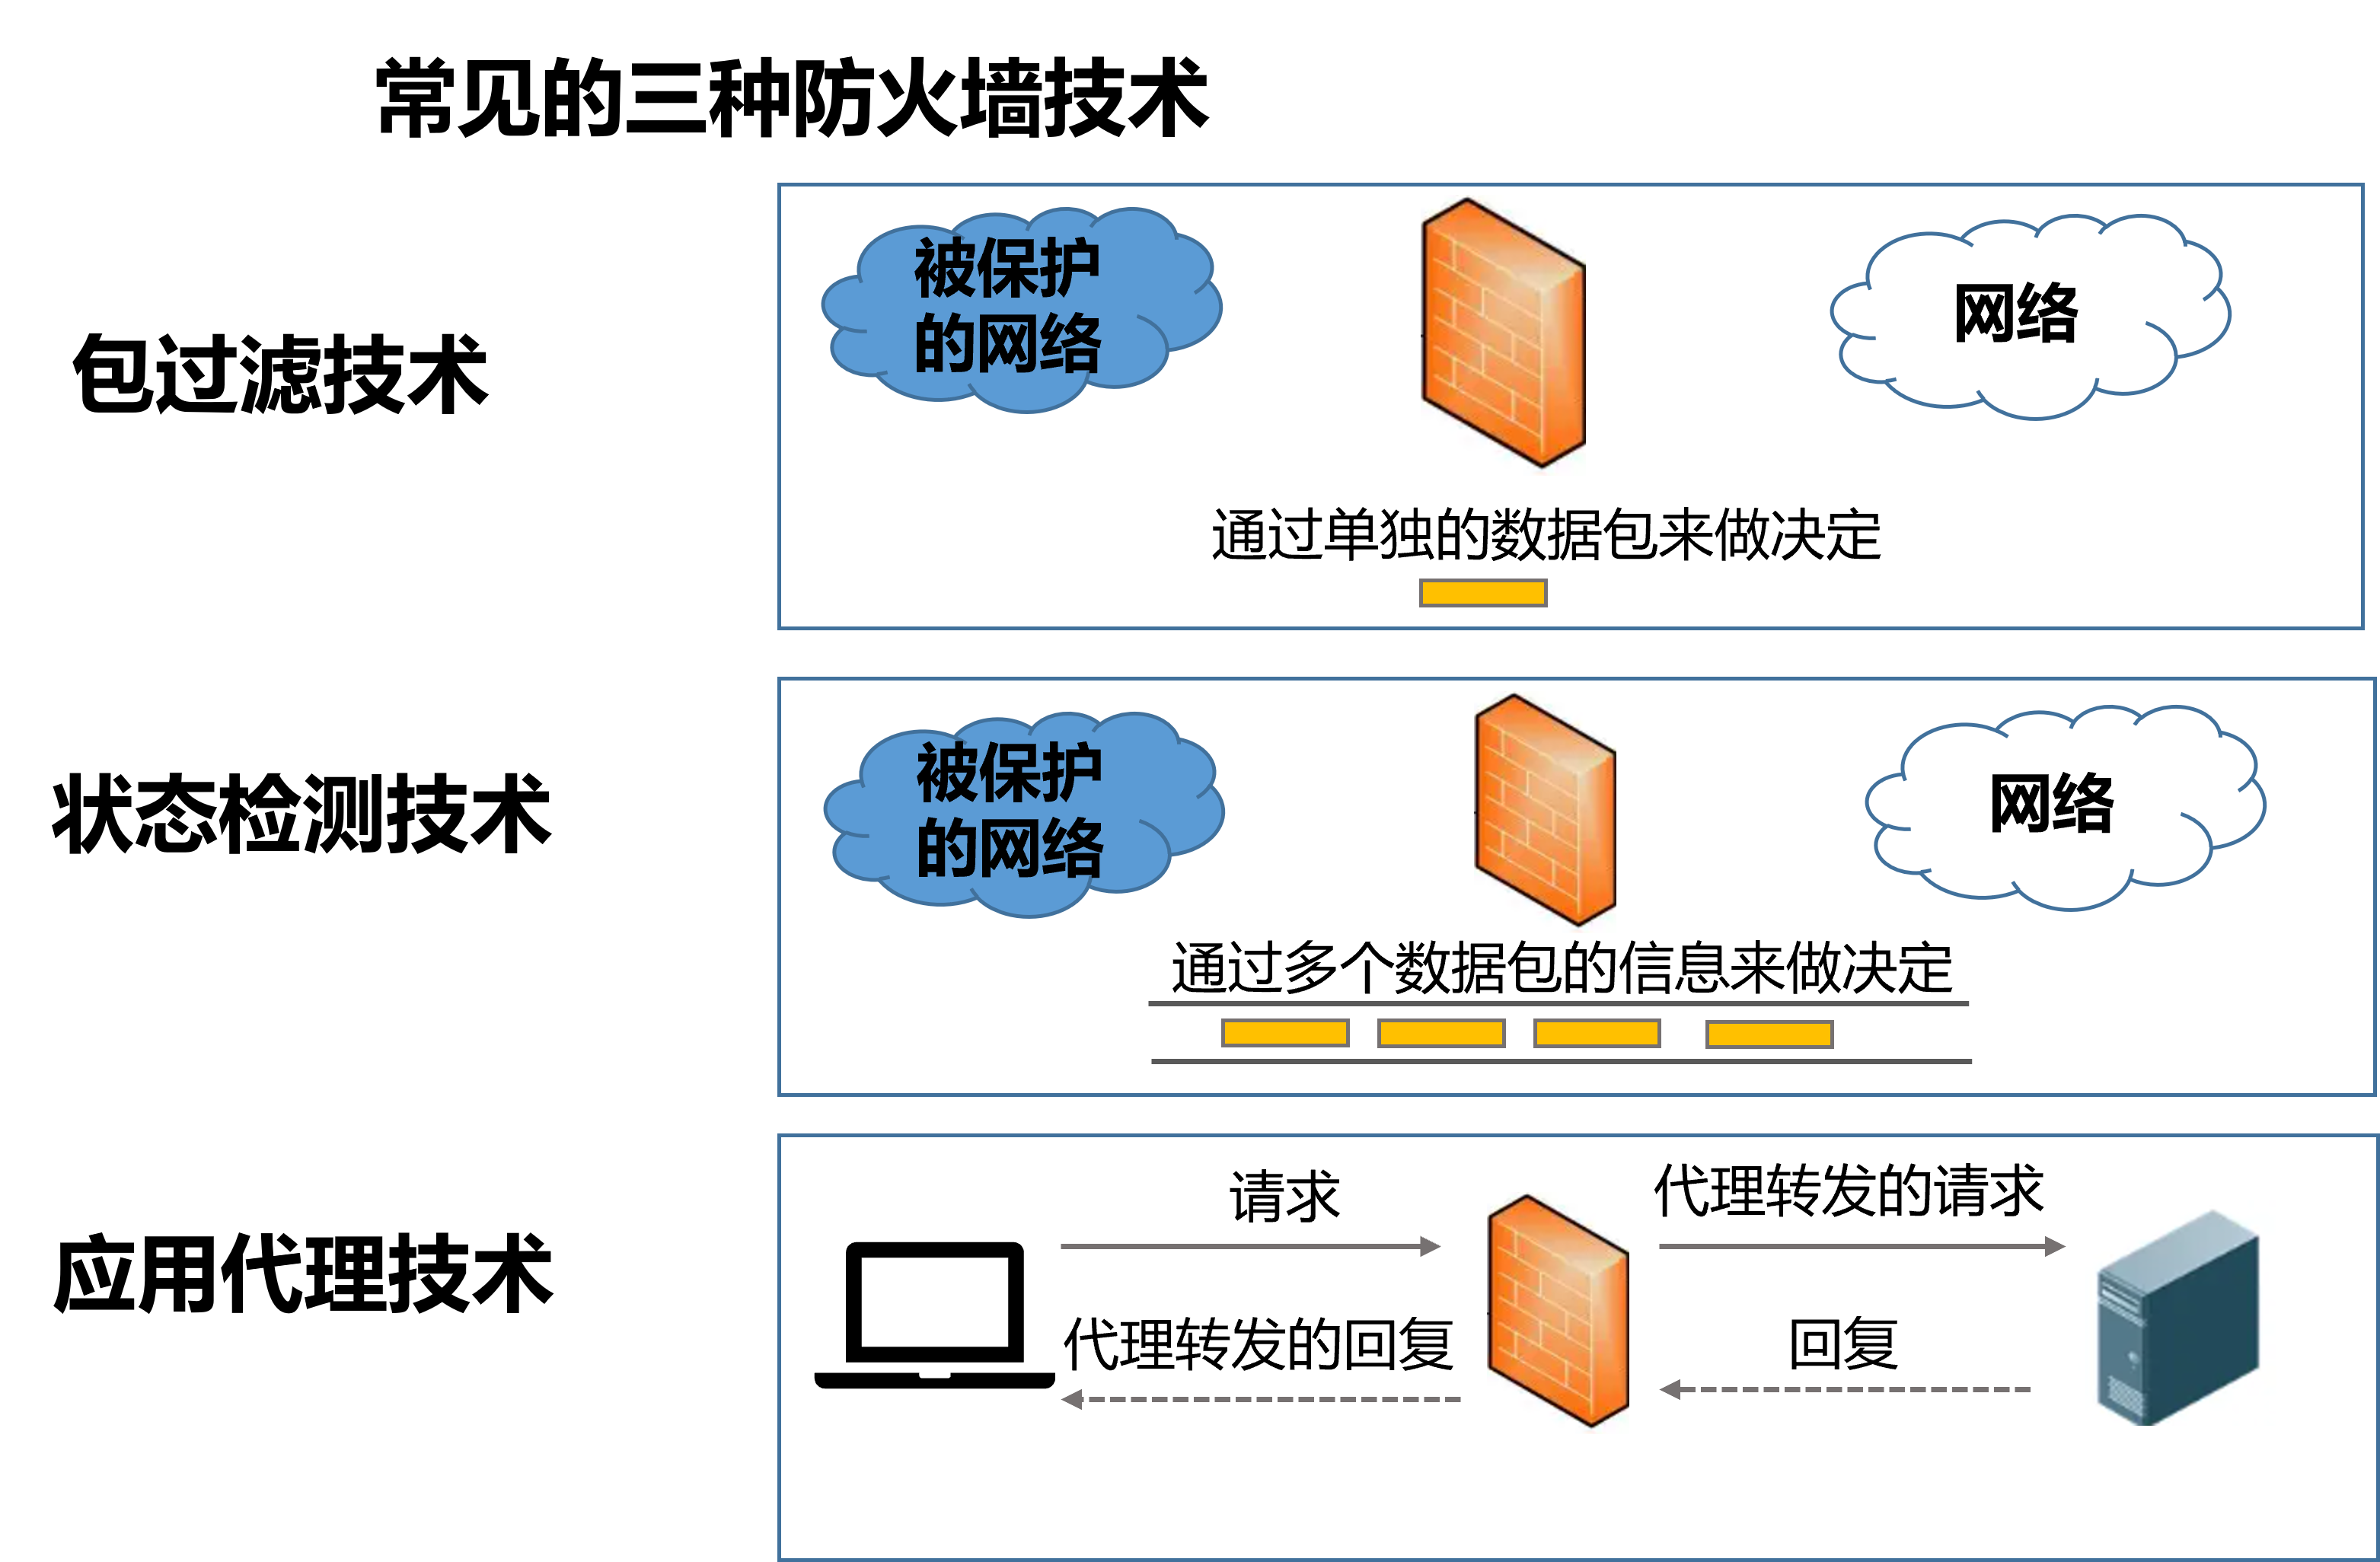 常见的三种防火墙技术
包过滤技术
被保护
的网络
网络
通过单独的数据包来做决定
状态检测技术
被保护
的网络
网络
通过多个数据包的信息来做决定
应用代理技术
请求
代理转发的请求
代理转发的回复
回复